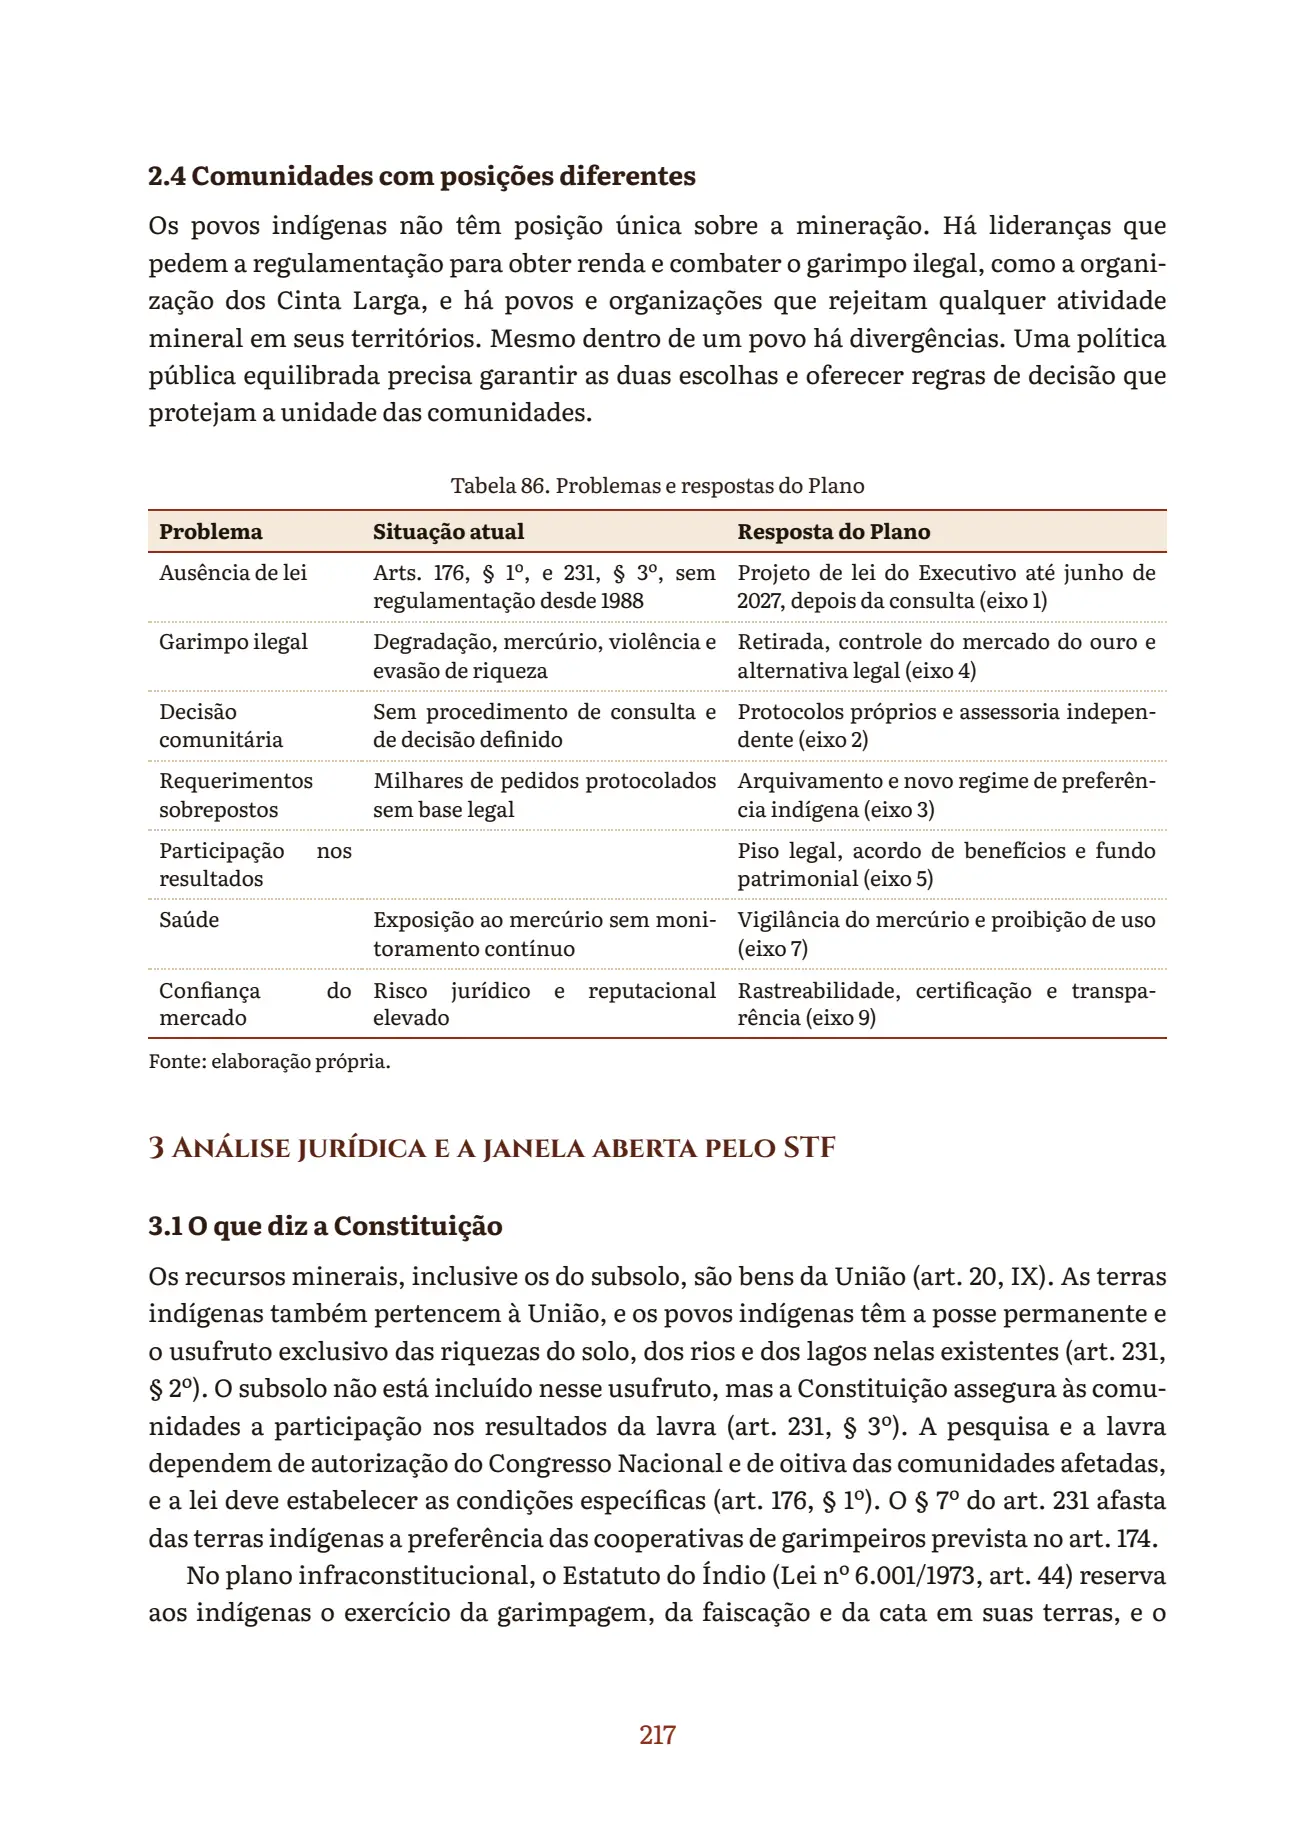 2.4 Comunidades com posições diferentes
Os povos indígenas não têm posição única sobre a mineração. Há lideranças que
pedem a regulamentação para obter renda e combater o garimpo ilegal, como a organi-
zação dos Cinta Larga, e há povos e organizações que rejeitam qualquer atividade
mineral em seus territórios. Mesmo dentro de um povo há divergências. Uma política
pública equilibrada precisa garantir as duas escolhas e oferecer regras de decisão que
protejam a unidade das comunidades.
Tabela 86. Problemas e respostas do Plano
Problema Situação atual Resposta do Plano
Ausência de lei Arts. 176, § 1º, e 231, § 3º, sem Projeto de lei do Executivo até junho de
regulamentação desde 1988 2027, depois da consulta (eixo 1)
Garimpo ilegal Degradação, mercúrio, violência e Retirada, controle do mercado do ouro e
evasão de riqueza alternativa legal (eixo 4)
Decisão Sem procedimento de consulta e Protocolos próprios e assessoria indepen-
comunitária de decisão definido dente (eixo 2)
Requerimentos Milhares de pedidos protocolados Arquivamento e novo regime de preferên-
sobrepostos sem base legal cia indígena (eixo 3)
Participação nos Piso legal, acordo de benefícios e fundo
resultados patrimonial (eixo 5)
Saúde Exposição ao mercúrio sem moni- Vigilância do mercúrio e proibição de uso
toramento contínuo (eixo 7)
Confiança do Risco jurídico e reputacional Rastreabilidade, certificação e transpa-
mercado elevado rência (eixo 9)
Fonte: elaboração própria.
3 Análise jurídica e a janela aberta pelo STF
3.1 O que diz a Constituição
Os recursos minerais, inclusive os do subsolo, são bens da União (art. 20, IX). As terras
indígenas também pertencem à União, e os povos indígenas têm a posse permanente e
o usufruto exclusivo das riquezas do solo, dos rios e dos lagos nelas existentes (art. 231,
§ 2º). O subsolo não está incluído nesse usufruto, mas a Constituição assegura às comu-
nidades a participação nos resultados da lavra (art. 231, § 3º). A pesquisa e a lavra
dependem de autorização do Congresso Nacional e de oitiva das comunidades afetadas,
e a lei deve estabelecer as condições específicas (art. 176, § 1º). O § 7º do art. 231 afasta
das terras indígenas a preferência das cooperativas de garimpeiros prevista no art. 174.
No plano infraconstitucional, o Estatuto do Índio (Lei nº 6.001/1973, art. 44) reserva
aos indígenas o exercício da garimpagem, da faiscação e da cata em suas terras, e o
217